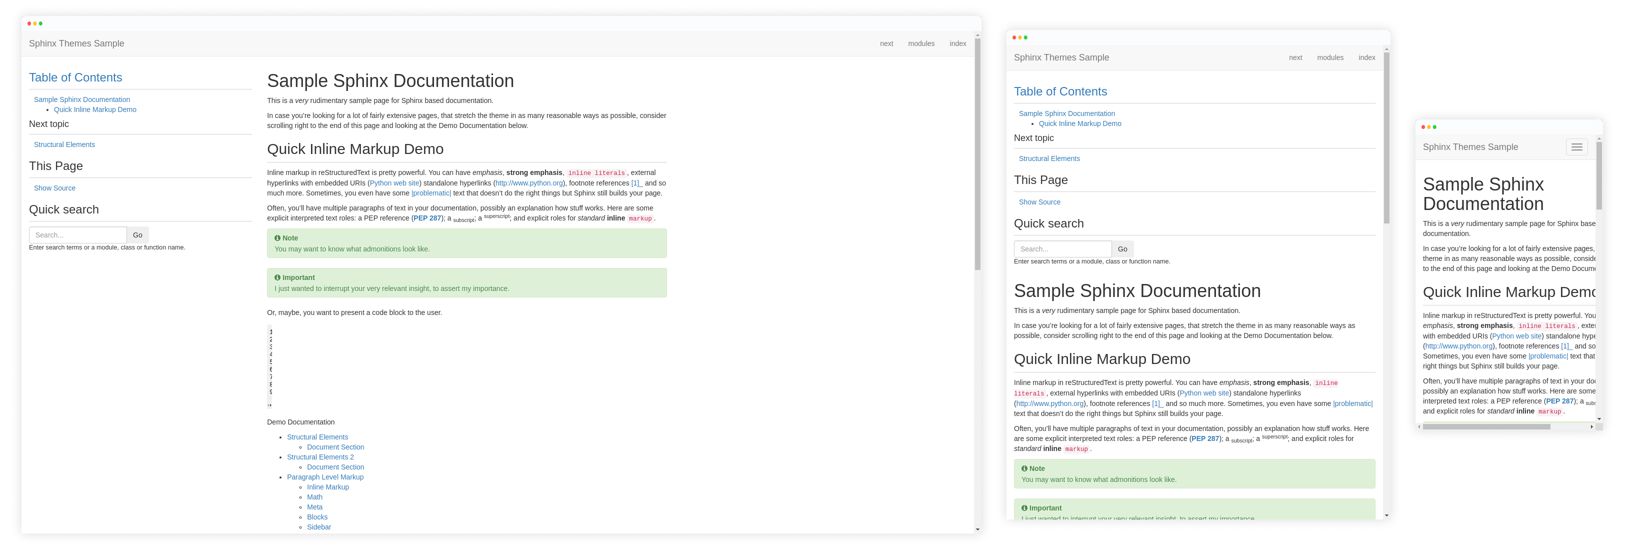 Sphinx Themes Sample
next modules index
Table of Contents
Sample Sphinx Documentation
Quick Inline Markup Demo
Next topic
Structural Elements
This Page
Show Source
Quick search
Search... Go
Enter search terms or a module, class or function name.
Sample Sphinx Documentation
This is a very rudimentary sample page for Sphinx based documentation.
In case you're looking for a lot of fairly extensive pages, that stretch the theme in as many reasonable ways as possible, consider
scrolling right to the end of this page and looking at the Demo Documentation below.
Quick Inline Markup Demo
Inline markup in reStructuredText is pretty powerful. You can have emphasis, strong emphasis, inline literals, external
hyperlinks with embedded URIs (Python web site) standalone hyperlinks (http://www.python.org), footnote references [1]_ and so
much more. Sometimes, you even have some |problematic| text that doesn't do the right things but Sphinx still builds your page.
Often, you'll have multiple paragraphs of text in your documentation, possibly an explanation how stuff works. Here are some
explicit interpreted text roles: a PEP reference (PEP 287); a subscript; a superscript; and explicit roles for standard inline markup.
Note
You may want to know what admonitions look like.
Important
I just wanted to interrupt your very relevant insight, to assert my importance.
Or, maybe, you want to present a code block to the user.
1
2
3
4
5
6
7
8
9
Demo Documentation
Structural Elements
Document Section
Structural Elements 2
Document Section
Paragraph Level Markup
Inline Markup
Math
Meta
Blocks
Sidebar
Sphinx Themes Sample
next modules index
Table of Contents
Sample Sphinx Documentation
Quick Inline Markup Demo
Next topic
Structural Elements
This Page
Show Source
Quick search
Search... Go
Enter search terms or a module, class or function name.
Sample Sphinx Documentation
This is a very rudimentary sample page for Sphinx based documentation.
In case you're looking for a lot of fairly extensive pages, that stretch the theme in as many reasonable ways as
possible, consider scrolling right to the end of this page and looking at the Demo Documentation below.
Quick Inline Markup Demo
Inline markup in reStructuredText is pretty powerful. You can have emphasis, strong emphasis, inline
literals, external hyperlinks with embedded URIs (Python web site) standalone hyperlinks
(http://www.python.org), footnote references [1]_ and so much more. Sometimes, you even have some |problematic|
text that doesn't do the right things but Sphinx still builds your page.
Often, you'll have multiple paragraphs of text in your documentation, possibly an explanation how stuff works. Here
are some explicit interpreted text roles: a PEP reference (PEP 287); a subscript; a superscript; and explicit roles for
standard inline markup.
Note
You may want to know what admonitions look like.
Important
I just wanted to interrupt your very relevant insight, to assert my importance.
Sphinx Themes Sample
Sample Sphinx
Documentation
This is a very rudimentary sample page for Sphinx base
documentation.
In case you're looking for a lot of fairly extensive pages,
theme in as many reasonable ways as possible, conside
to the end of this page and looking at the Demo Docume
Quick Inline Markup Demo
Inline markup in reStructuredText is pretty powerful. You
emphasis, strong emphasis, inline literals, exter
with embedded URIs (Python web site) standalone hype
(http://www.python.org), footnote references [1]_ and so
Sometimes, you even have some |problematic| text that
right things but Sphinx still builds your page.
Often, you'll have multiple paragraphs of text in your doc
possibly an explanation how stuff works. Here are some
interpreted text roles: a PEP reference (PEP 287); a subs
and explicit roles for standard inline markup.